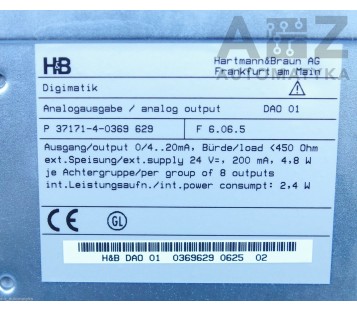 H&B
Hartmann&Braun AG
Frankfurt am Main
Digimatik
Analogausgabe / analog output DAO 01
P 37171-4-0369 629 F 6.06.5
Ausgang/output 0/4..20mA, Bürde/load <450 Ohm
ext.Speisung/ext.supply 24 V=, 200 mA, 4,8 W
je Achtergruppe/per group of 8 outputs
int.Leistungsaufn./int.power consumpt: 2,4 W
CE GL
H&B DAO 01 0369629 0625 02
AUTOMATYKA